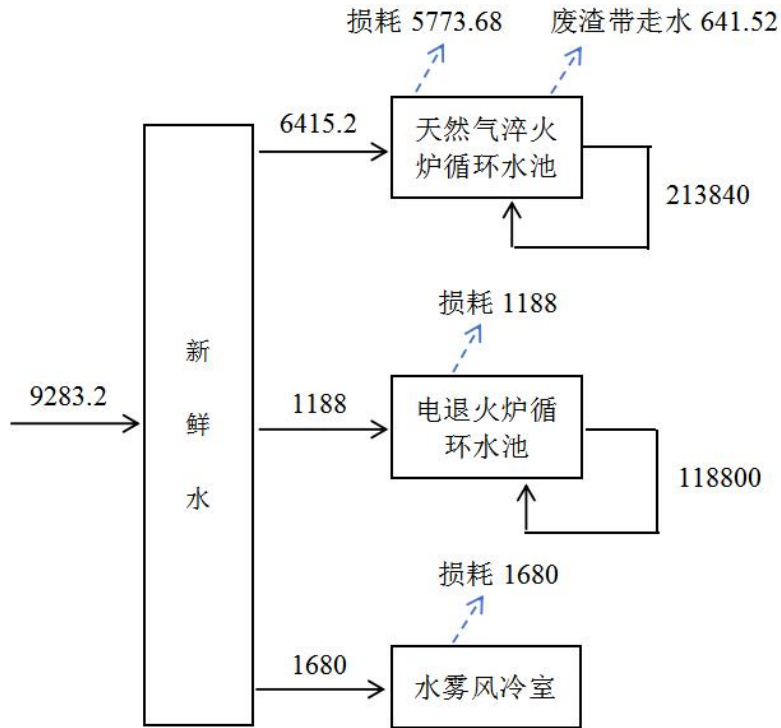 损耗 5773.68
废渣带走水 641.52
6415.2
天然气淬火
炉循环水池
213840
损耗 1188
新
鲜
水
9283.2
1188
电退火炉循
环水池
118800
损耗 1680
1680
水雾风冷室